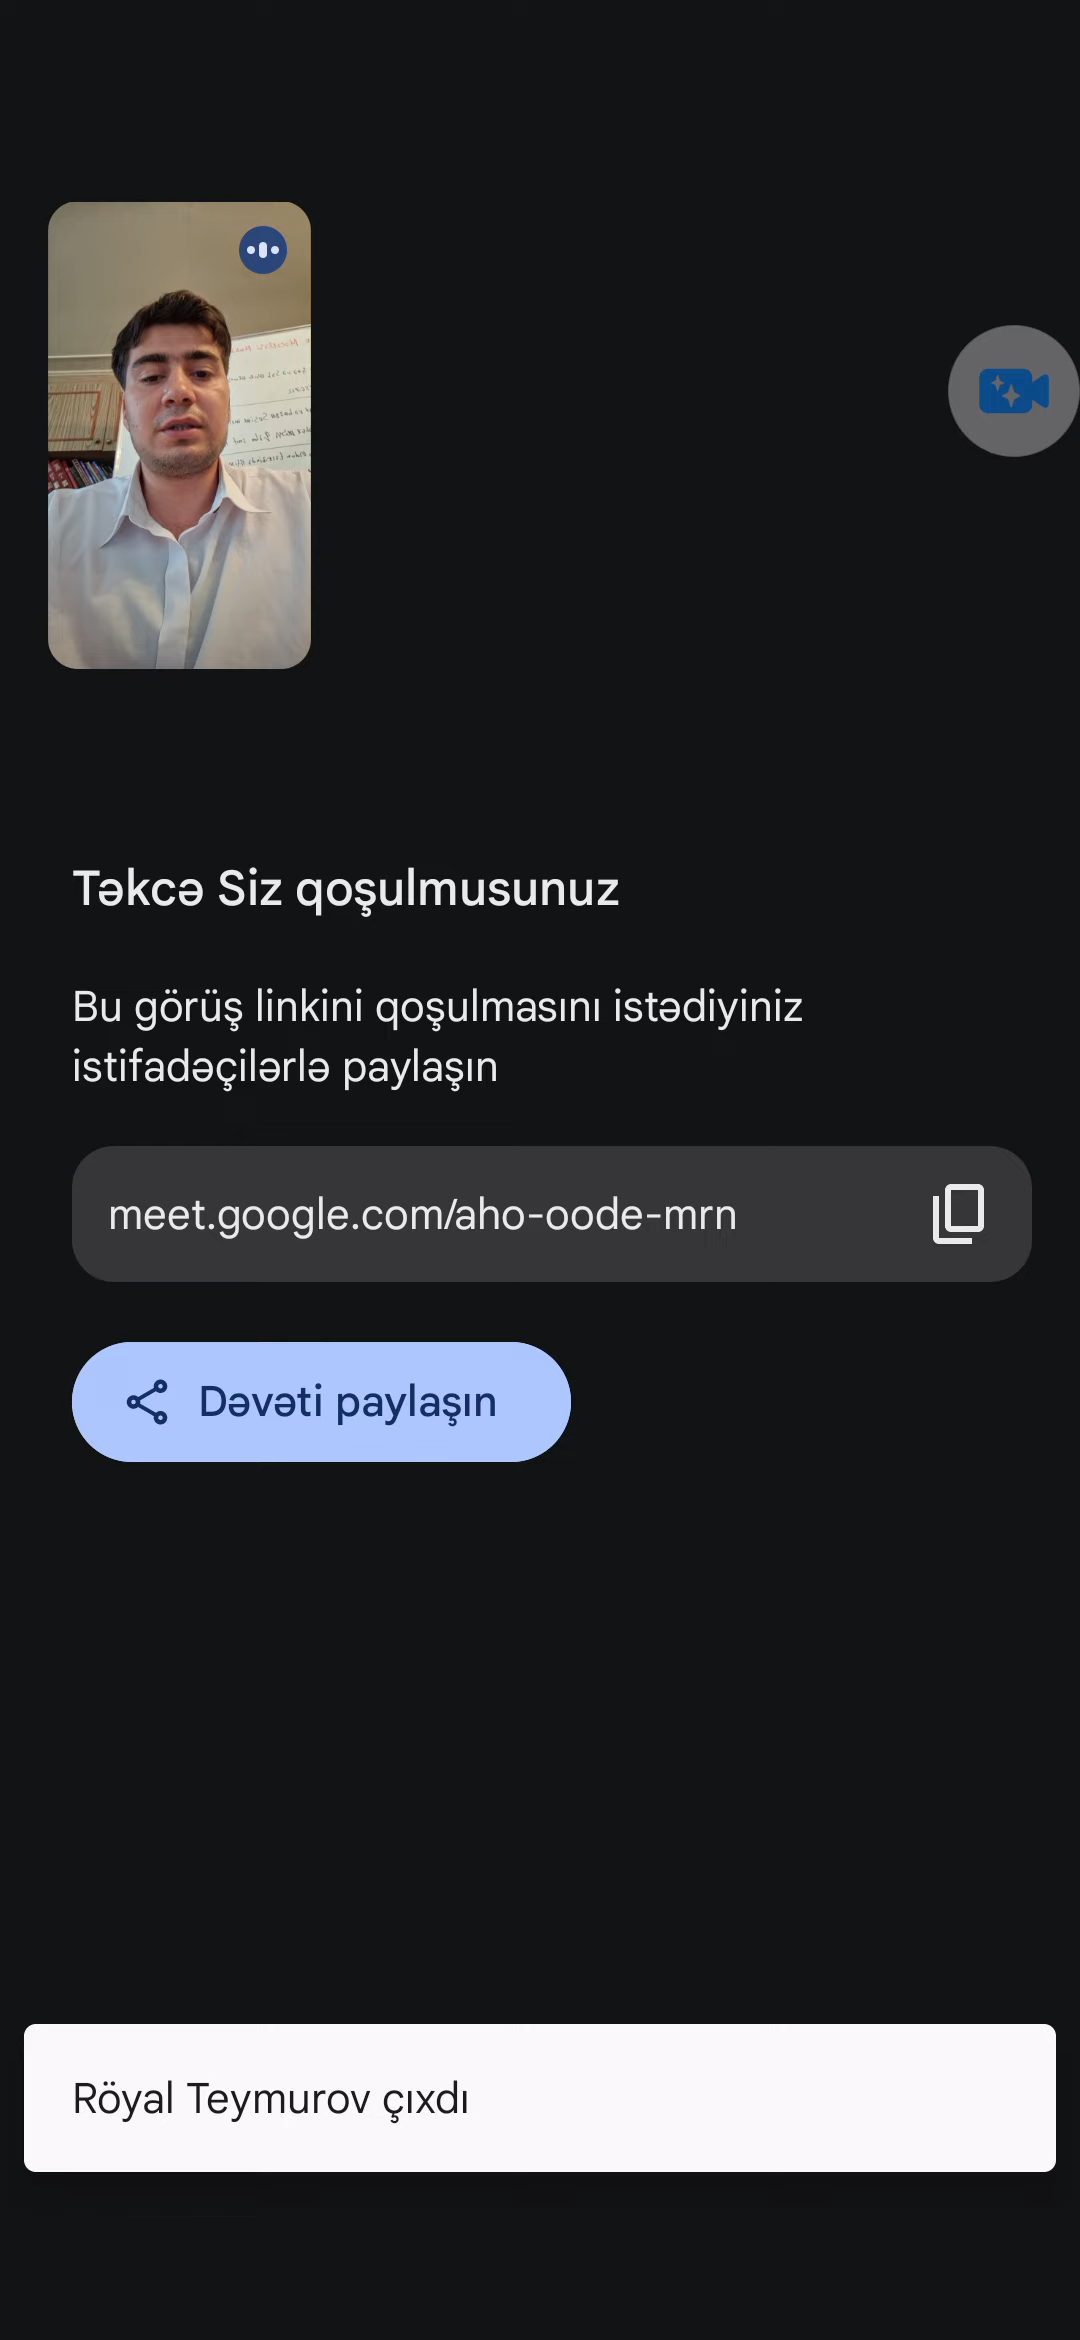 Təkcə Siz qoşulmusunuz
Bu görüş linkini qoşulmasını istədiyiniz
istifadəçilərlə paylaşın
meet.google.com/aho-oode-mrn
Dəvəti paylaşın
Röyal Teymurov çıxdı